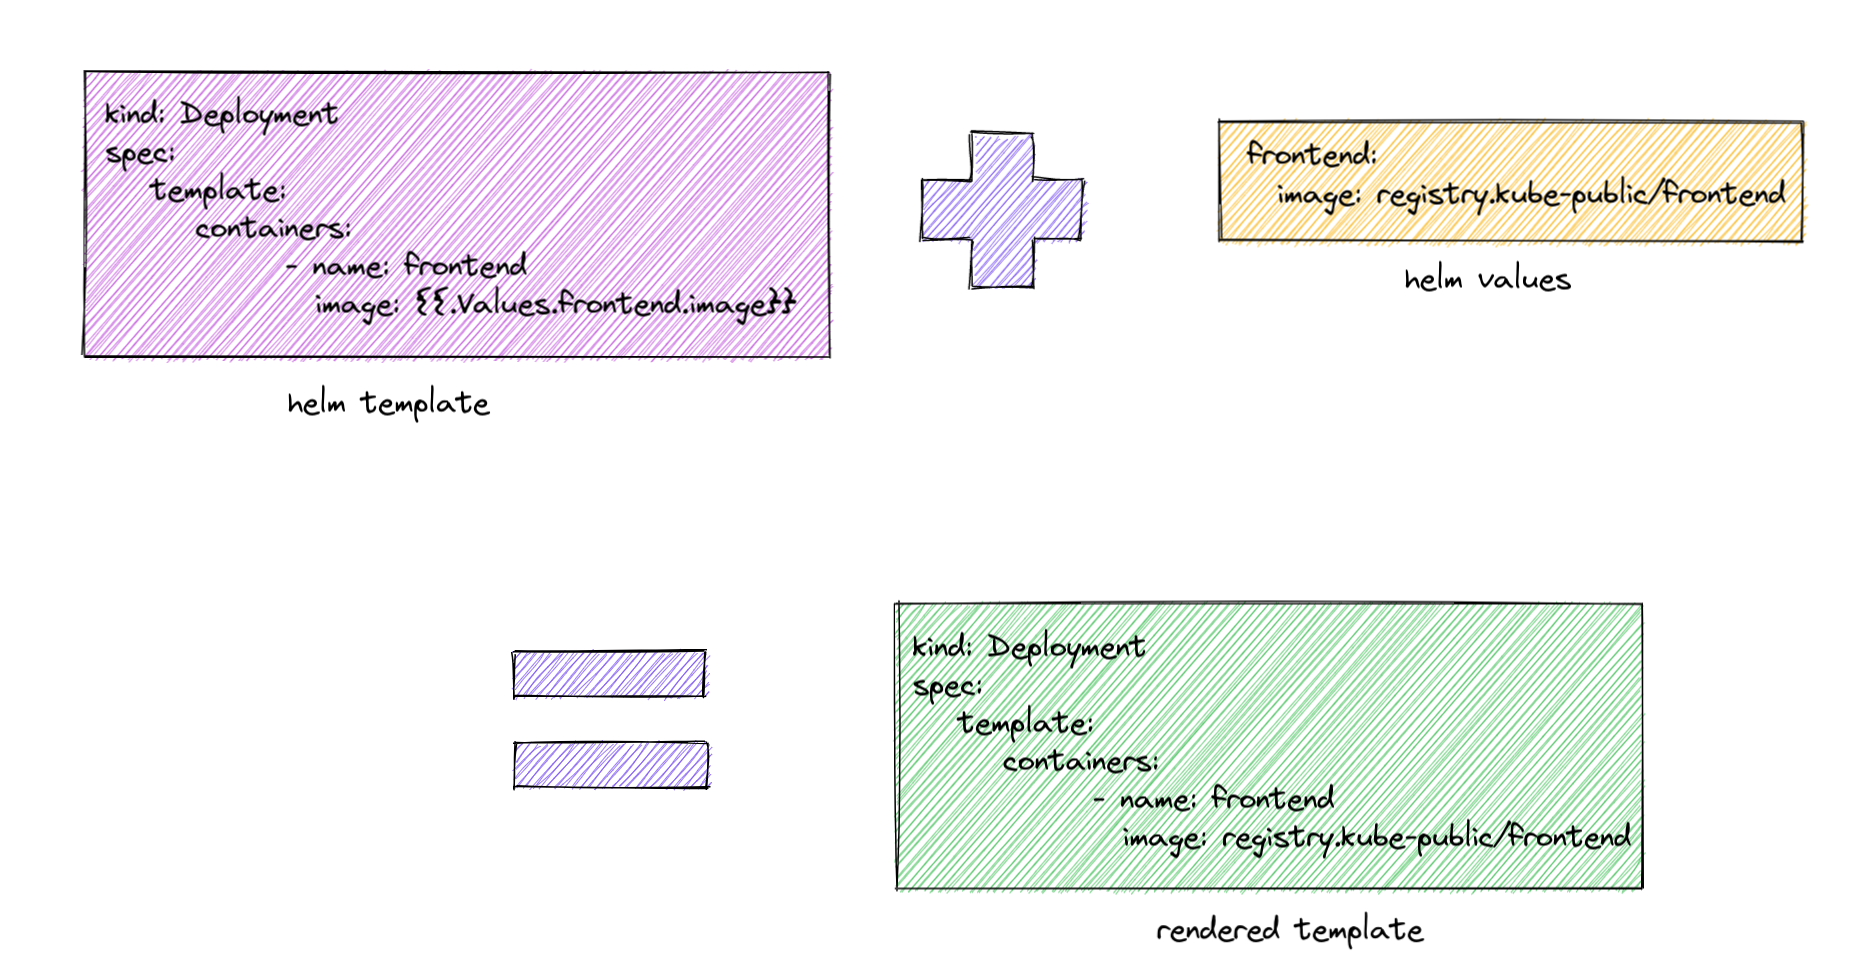 kind: Deployment
spec:
template:
containers:
- name: frontend
image: {{.Values.frontend.image}}
helm template
frontend:
image: registry.kube-public/frontend
helm values
kind: Deployment
spec:
template:
containers:
- name: frontend
image: registry.kube-public/frontend
rendered template